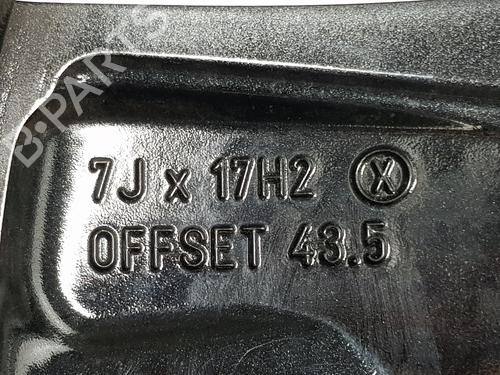 B-PARTS
7J x 17H2 Ⓧ
OFFSET 43.5